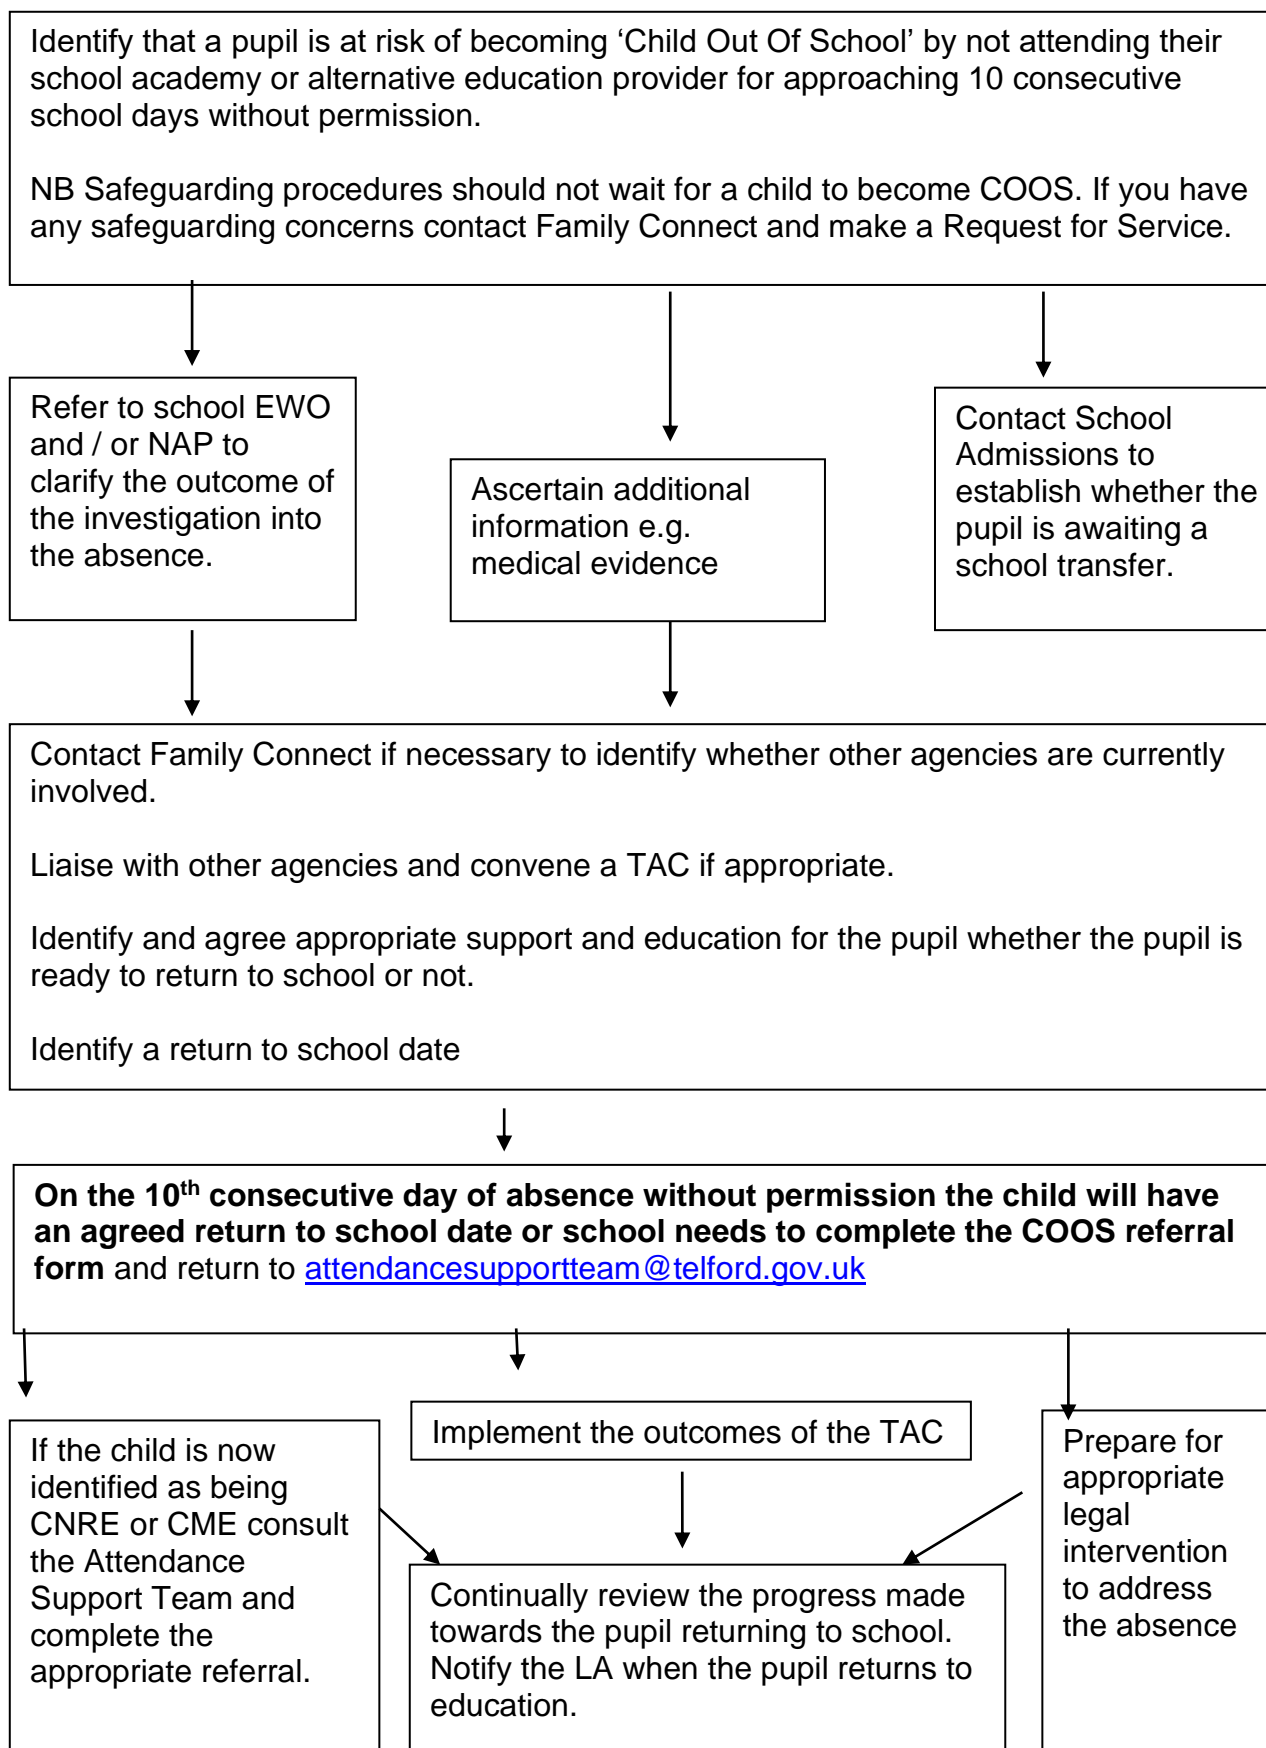 Identify that a pupil is at risk of becoming ‘Child Out Of School’ by not attending their
school academy or alternative education provider for approaching 10 consecutive
school days without permission.
NB Safeguarding procedures should not wait for a child to become COOS. If you have
any safeguarding concerns contact Family Connect and make a Request for Service.
Refer to school EWO
and / or NAP to
clarify the outcome of
the investigation into
the absence.
Ascertain additional
information e.g.
medical evidence
Contact School
Admissions to
establish whether the
pupil is awaiting a
school transfer.
Contact Family Connect if necessary to identify whether other agencies are currently
involved.
Liaise with other agencies and convene a TAC if appropriate.
Identify and agree appropriate support and education for the pupil whether the pupil is
ready to return to school or not.
Identify a return to school date
On the 10th consecutive day of absence without permission the child will have
an agreed return to school date or school needs to complete the COOS referral
form and return to attendancesupportteam@telford.gov.uk
If the child is now
identified as being
CNRE or CME consult
the Attendance
Support Team and
complete the
appropriate referral.
Implement the outcomes of the TAC
Continually review the progress made
towards the pupil returning to school.
Notify the LA when the pupil returns to
education.
Prepare for
appropriate
legal
intervention
to address
the absence